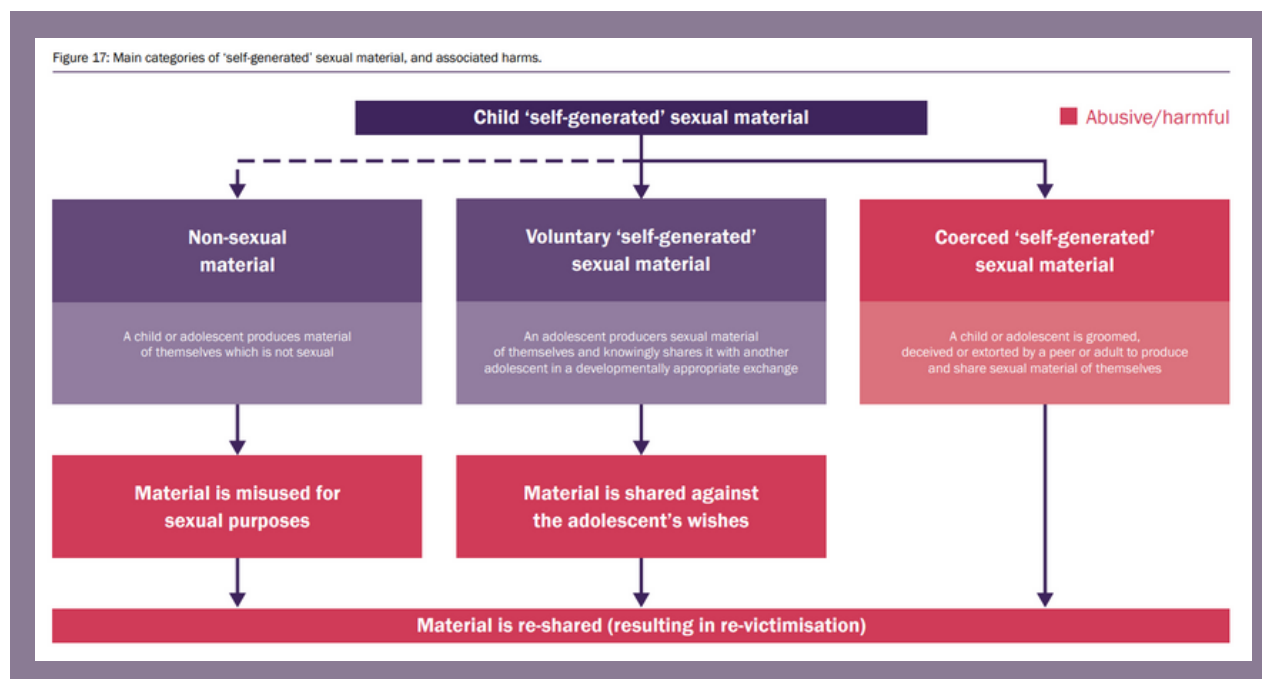 Figure 17: Main categories of ‘self-generated’ sexual material, and associated harms.
Child ‘self-generated’ sexual material
Abusive/harmful
Non-sexual
material
A child or adolescent produces material
of themselves which is not sexual
Voluntary ‘self-generated’
sexual material
An adolescent producers sexual material
of themselves and knowingly shares it with another
adolescent in a developmentally appropriate exchange
Coerced ‘self-generated’
sexual material
A child or adolescent is groomed,
deceived or extorted by a peer or adult to produce
and share sexual material of themselves
Material is misused for
sexual purposes
Material is shared against
the adolescent’s wishes
Material is re-shared (resulting in re-victimisation)